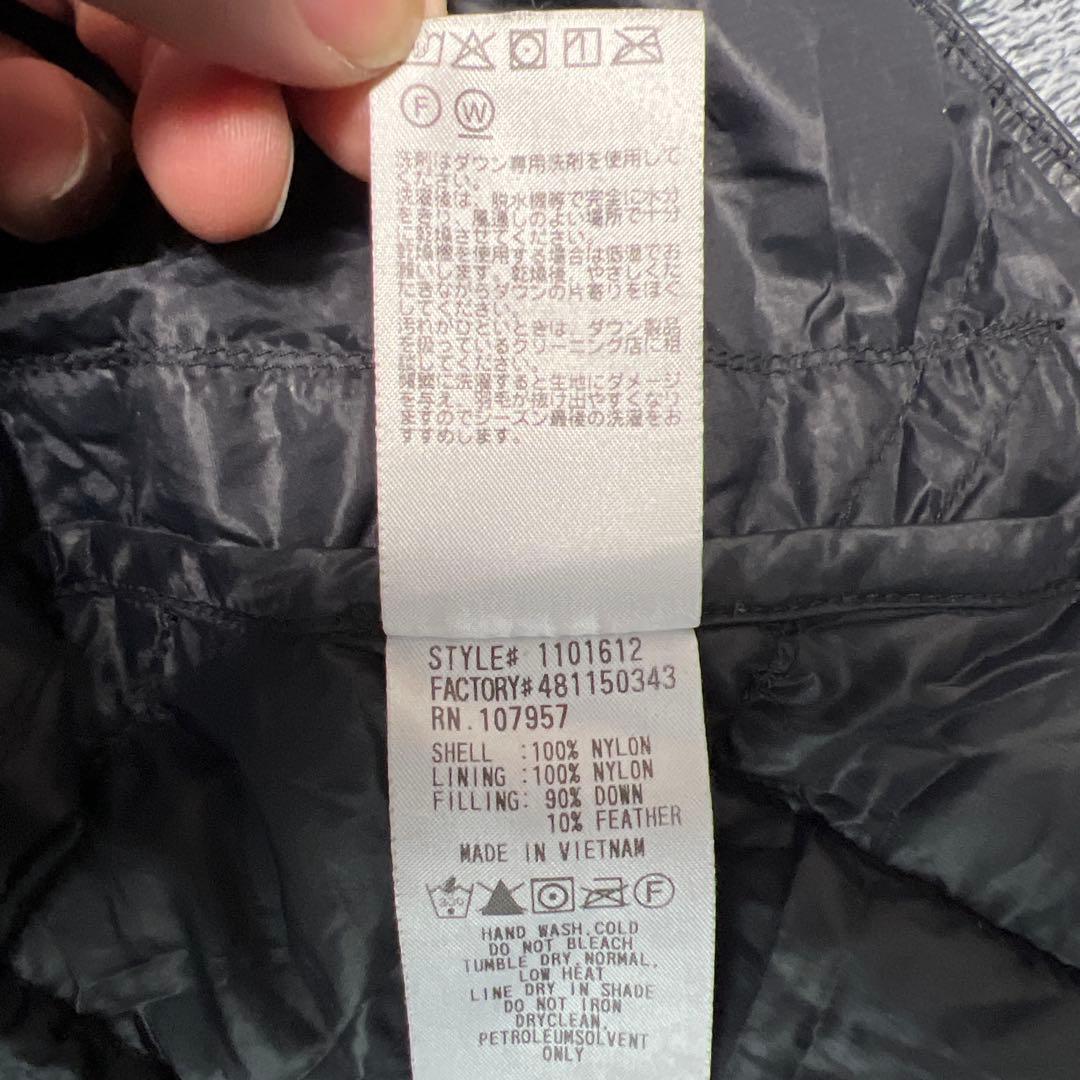 F W
洗剤はダウン専用洗剤を使用して
ください。
洗濯後は、脱水機等で完全に水分
をきり、風通しのよい場所で十分
に乾燥させてください。
乾燥機を使用する場合は低温でお
願いします。乾燥後 やさしくたた
きながらダウンの片寄りをほぐ
してください。
汚れがひどいときは、ダウン製品
を扱っているクリーニング店に相
談してください。
頻繁に洗濯すると生地にダメージ
を与え、羽毛が抜け出やすくなり
ますのでシーズン最後の洗濯をお
すすめします。
STYLE# 1101612
FACTORY#481150343
RN.107957
SHELL :100% NYLON
LINING :100% NYLON
FILLING: 90% DOWN
10% FEATHER
MADE IN VIETNAM
30C F
HAND WASH,COLD
DO NOT BLEACH
TUMBLE DRY,NORMAL,
LOW HEAT
LINE DRY IN SHADE
DO NOT IRON
DRYCLEAN,
PETROLEUMSOLVENT
ONLY